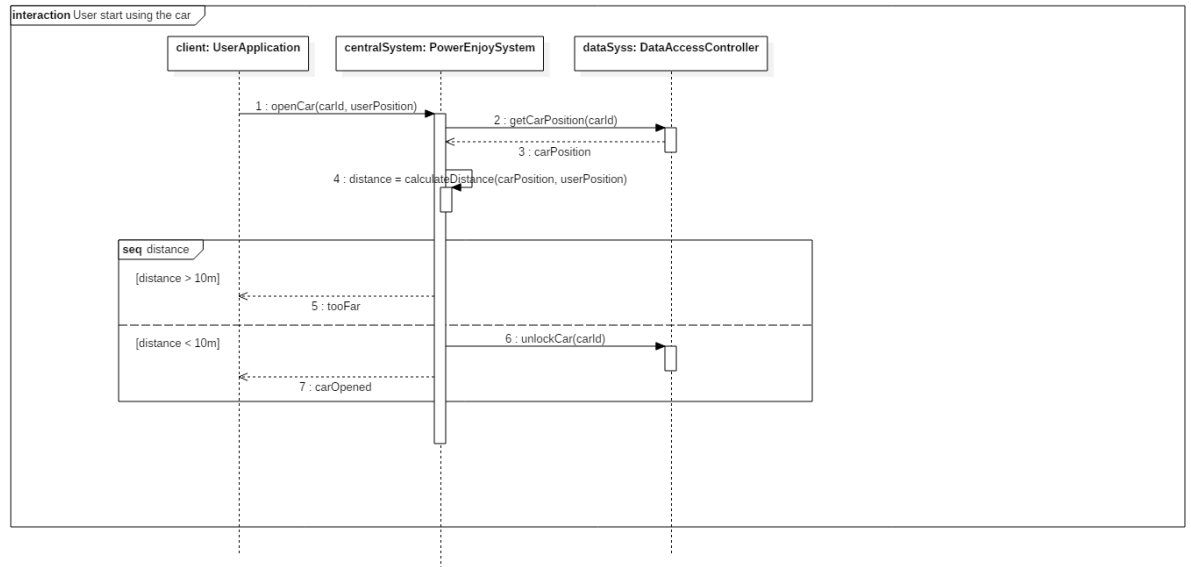 interaction User start using the car
client: UserApplication
centralSystem: PowerEnjoySystem
dataSyss: DataAccessController
1 : openCar(carId, userPosition)
2 : getCarPosition(carId)
3 : carPosition
4 : distance = calculateDistance(carPosition, userPosition)
seq distance
[distance > 10m]
5 : tooFar
[distance < 10m]
6 : unlockCar(carId)
7 : carOpened